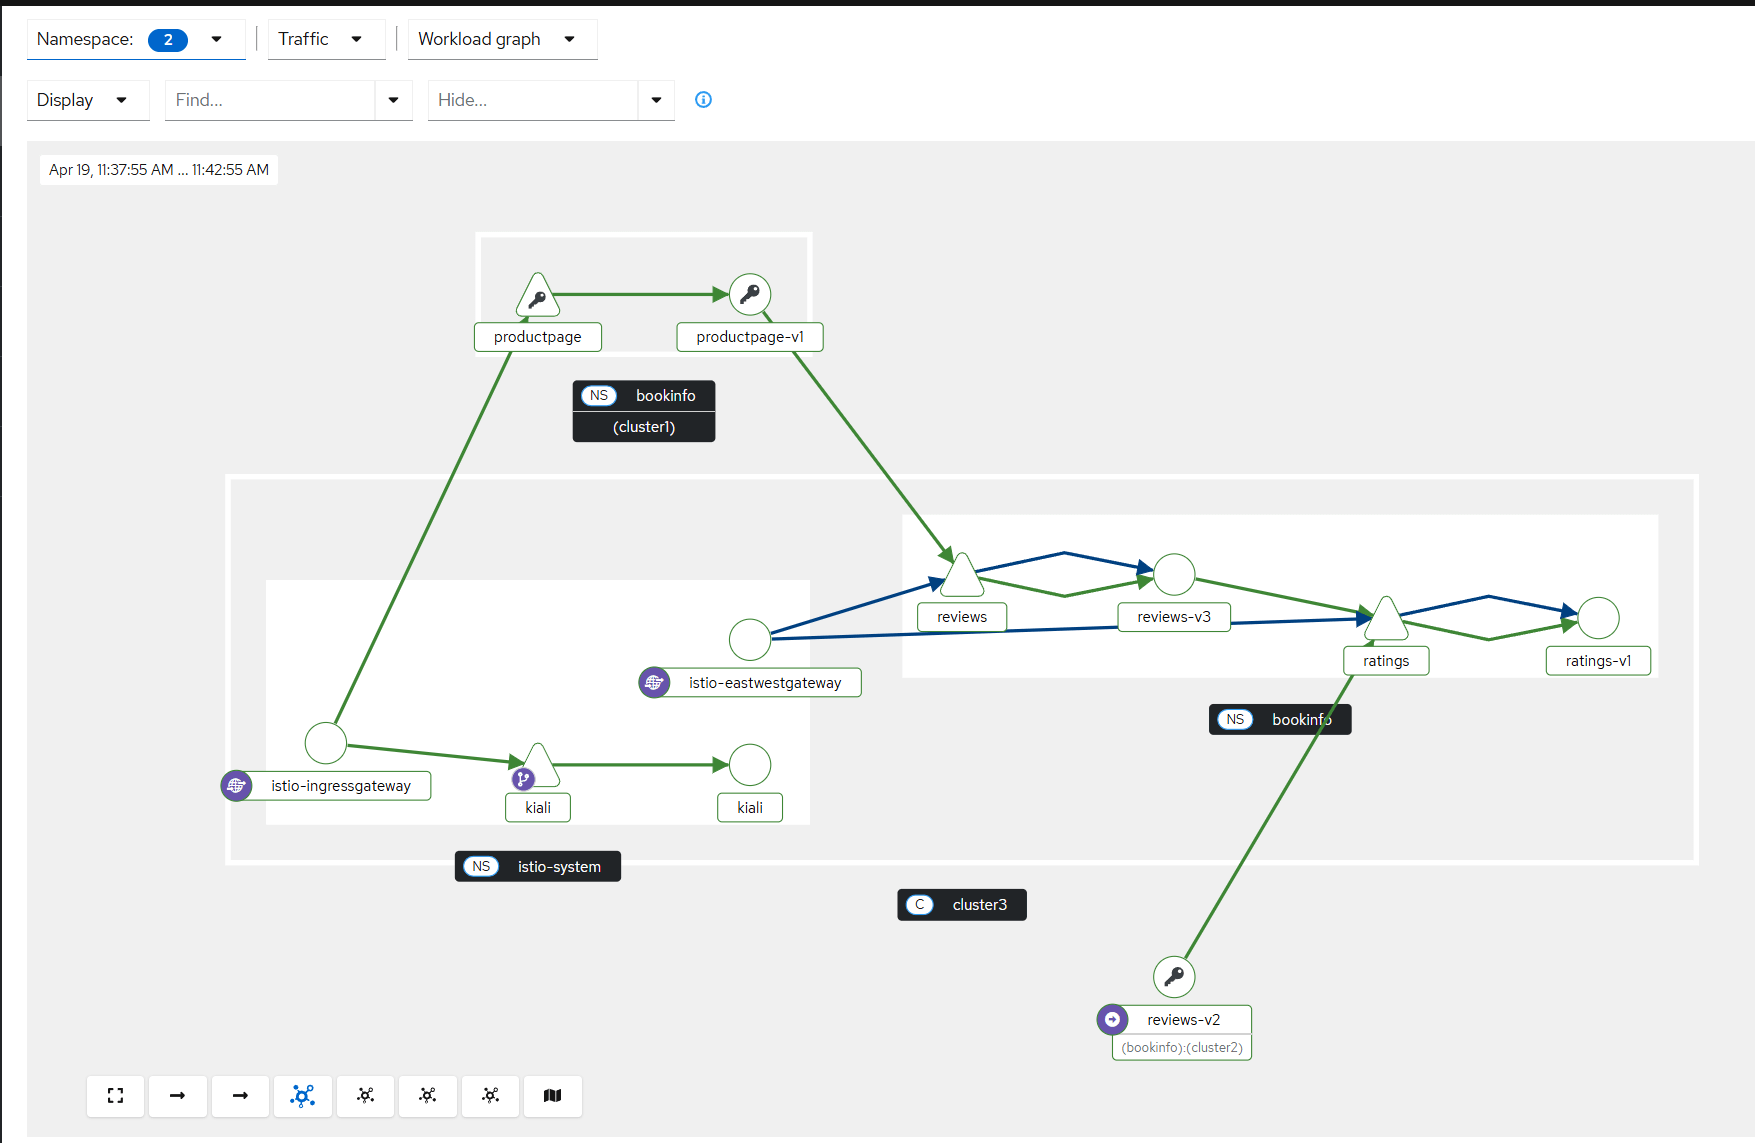 Namespace: 2
Traffic
Workload graph
Display
Find...
Hide...
Apr 19, 11:37:55 AM ... 11:42:55 AM
productpage
productpage-v1
NS bookinfo
(cluster1)
reviews
reviews-v3
ratings
ratings-v1
istio-eastwestgateway
NS bookinfo
istio-ingressgateway
kiali
kiali
NS istio-system
C cluster3
reviews-v2
(bookinfo):(cluster2)